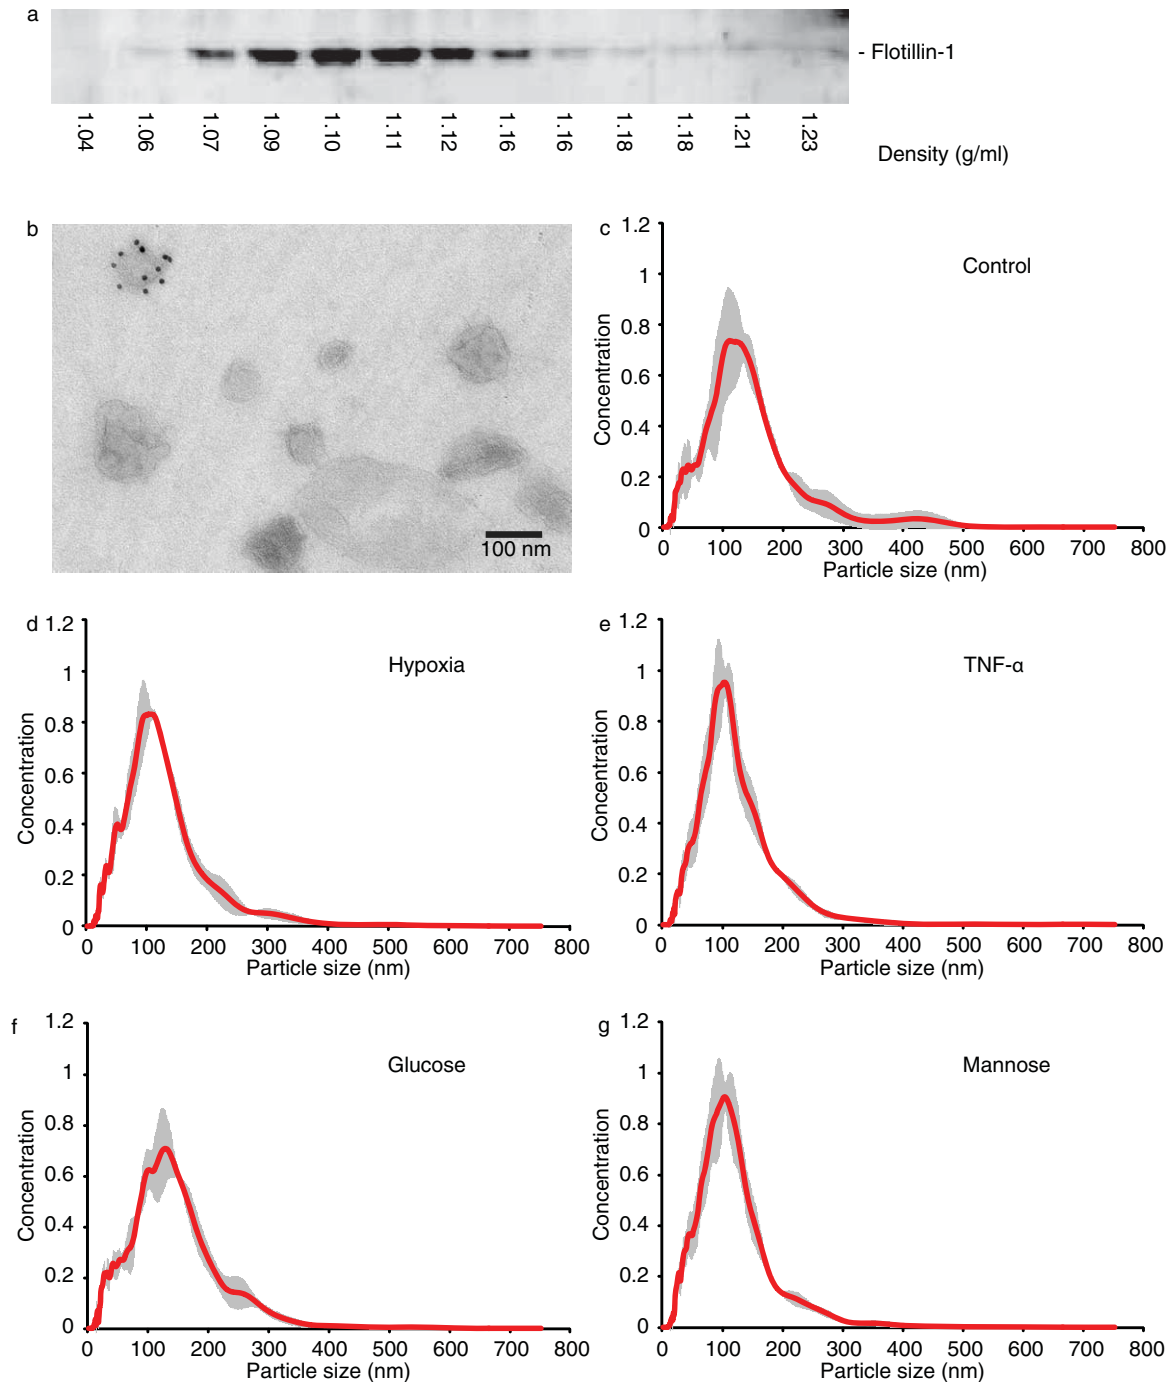 a
- Flotillin-1
1.04 1.06 1.07 1.09 1.10 1.11 1.12 1.16 1.16 1.18 1.18 1.21 1.23
Density (g/ml)
b
100 nm
c
Control
1.2
1
0.8
0.6
0.4
0.2
0
Concentration
0 100 200 300 400 500 600 700 800
Particle size (nm)
d
Hypoxia
1.2
1
0.8
0.6
0.4
0.2
0
Concentration
0 100 200 300 400 500 600 700 800
Particle size (nm)
e
TNF-α
1.2
1
0.8
0.6
0.4
0.2
0
Concentration
0 100 200 300 400 500 600 700 800
Particle size (nm)
f
Glucose
1.2
1
0.8
0.6
0.4
0.2
0
Concentration
0 100 200 300 400 500 600 700 800
Particle size (nm)
g
Mannose
1.2
1
0.8
0.6
0.4
0.2
0
Concentration
0 100 200 300 400 500 600 700 800
Particle size (nm)